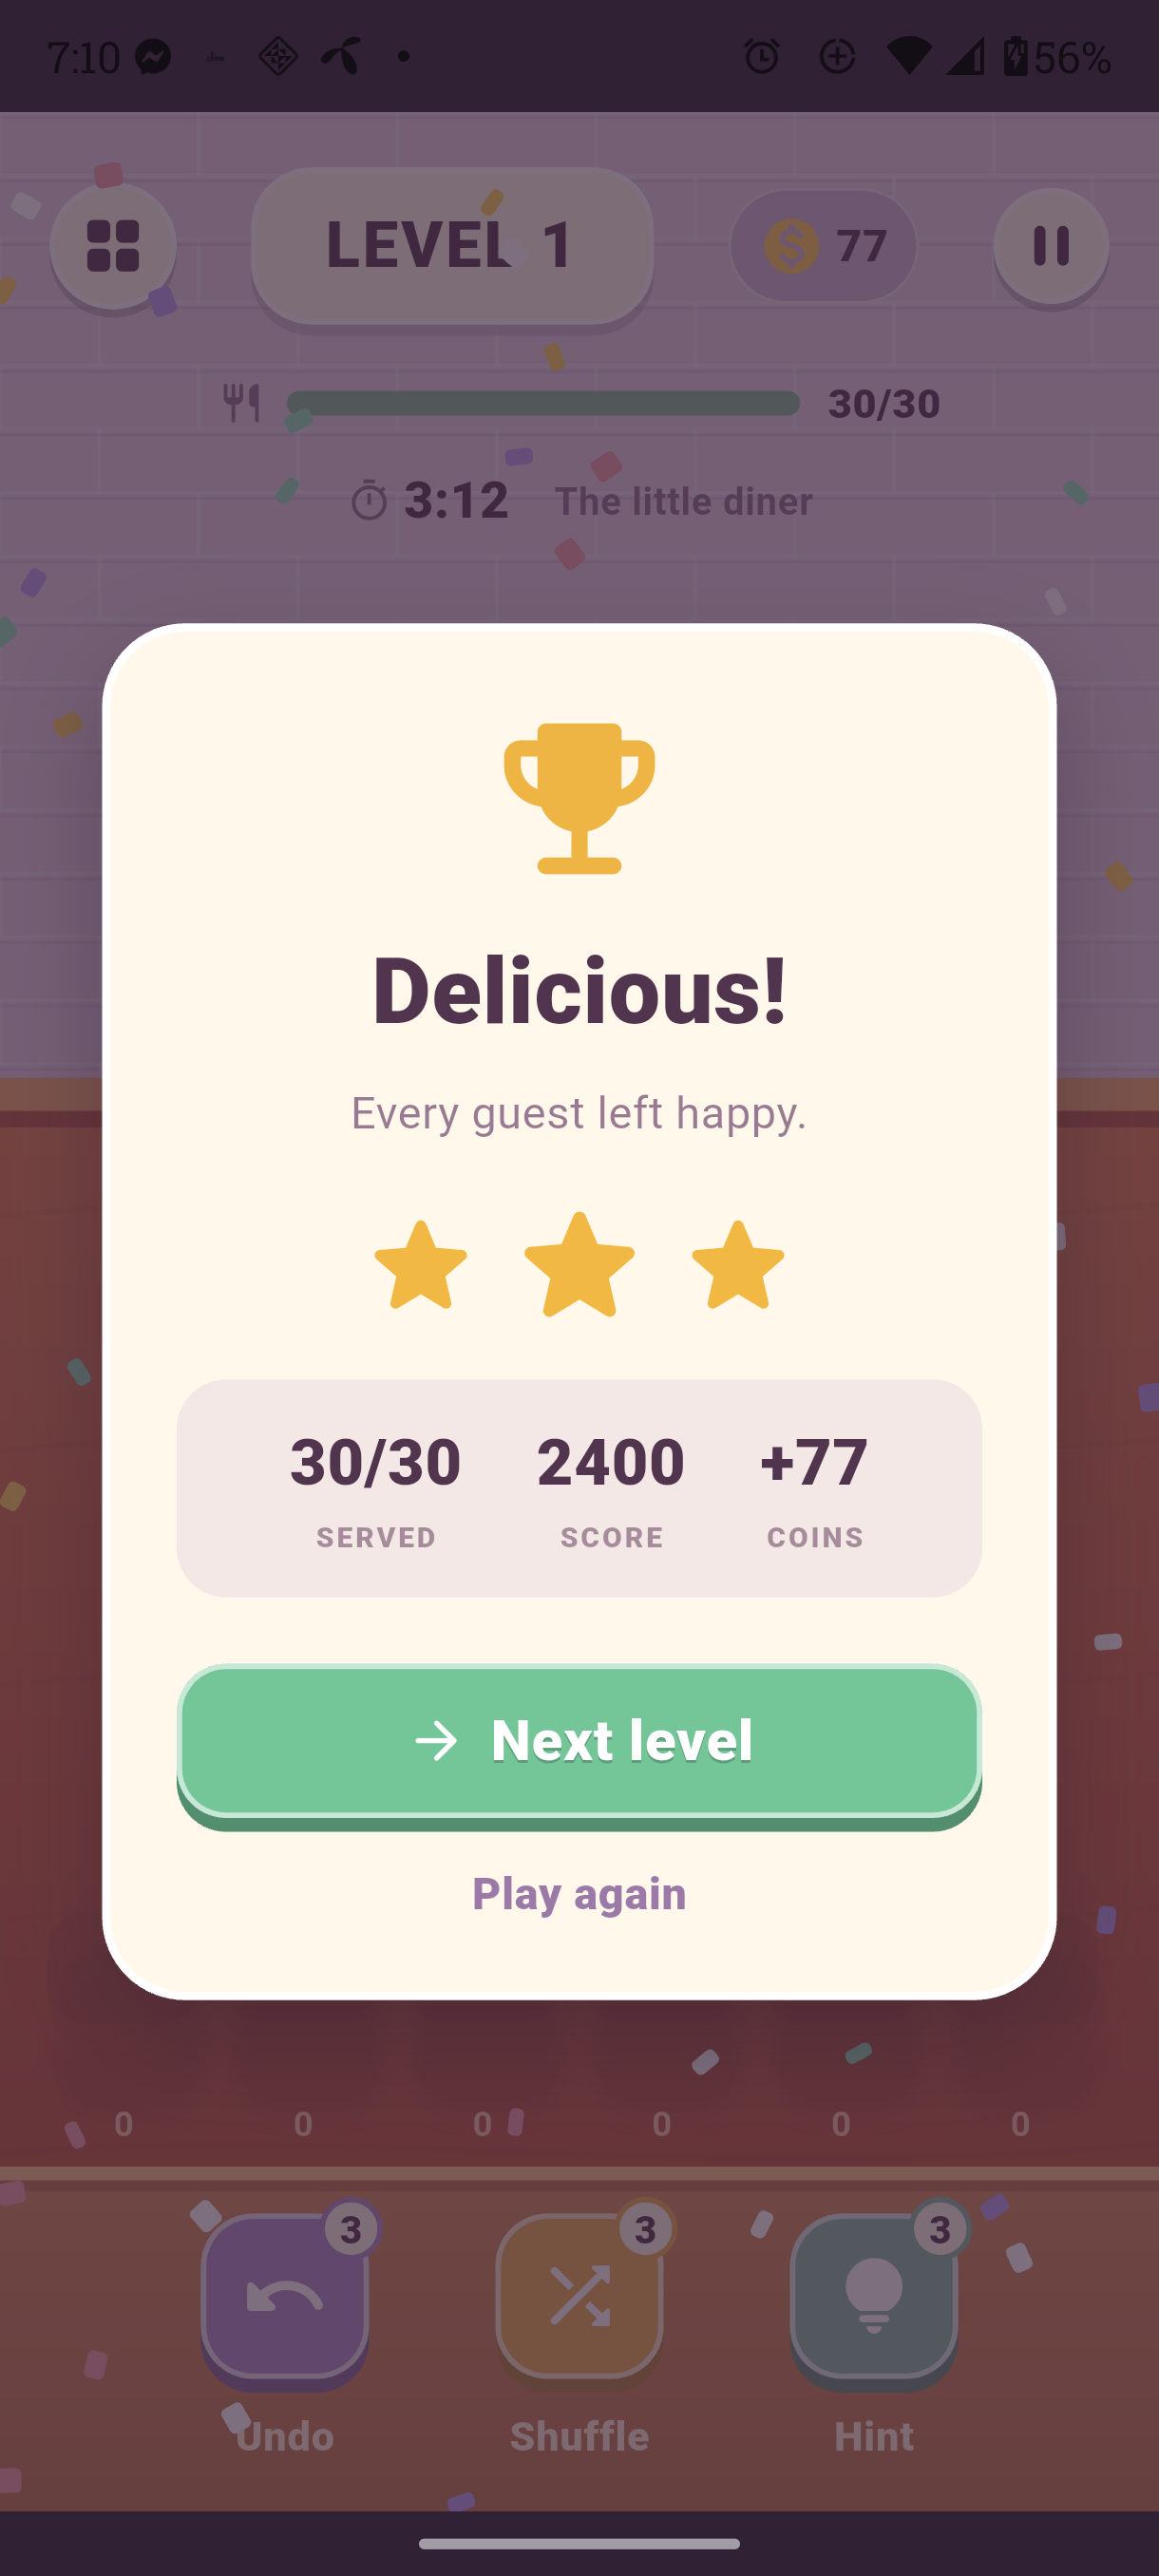 7:10
56%
LEVEL 1
77
30/30
3:12 The little diner
Delicious!
Every guest left happy.
30/30 2400 +77
SERVED SCORE COINS
Next level
Play again
0 0 0 0 0 0
3 3 3
Undo Shuffle Hint